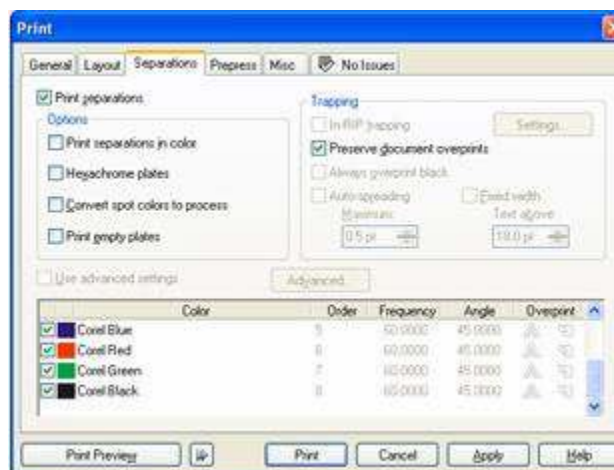 Print
General Layout Separations Prepress Misc No Issues
Print separations
Options
Print separations in color
Hexachrome plates
Convert spot colors to process
Print empty plates
Trapping
In-RIP trapping Settings...
Preserve document overprints
Always overprint black
Auto-spreading Fixed width
Maximum: Text above:
0.5 pt 18.0 pt
Use advanced settings Advanced...
Color Order Frequency Angle Overprint
Corel Blue 5 60.0000 45.0000
Corel Red 6 60.0000 45.0000
Corel Green 7 60.0000 45.0000
Corel Black 8 60.0000 45.0000
Print Preview Print Cancel Apply Help